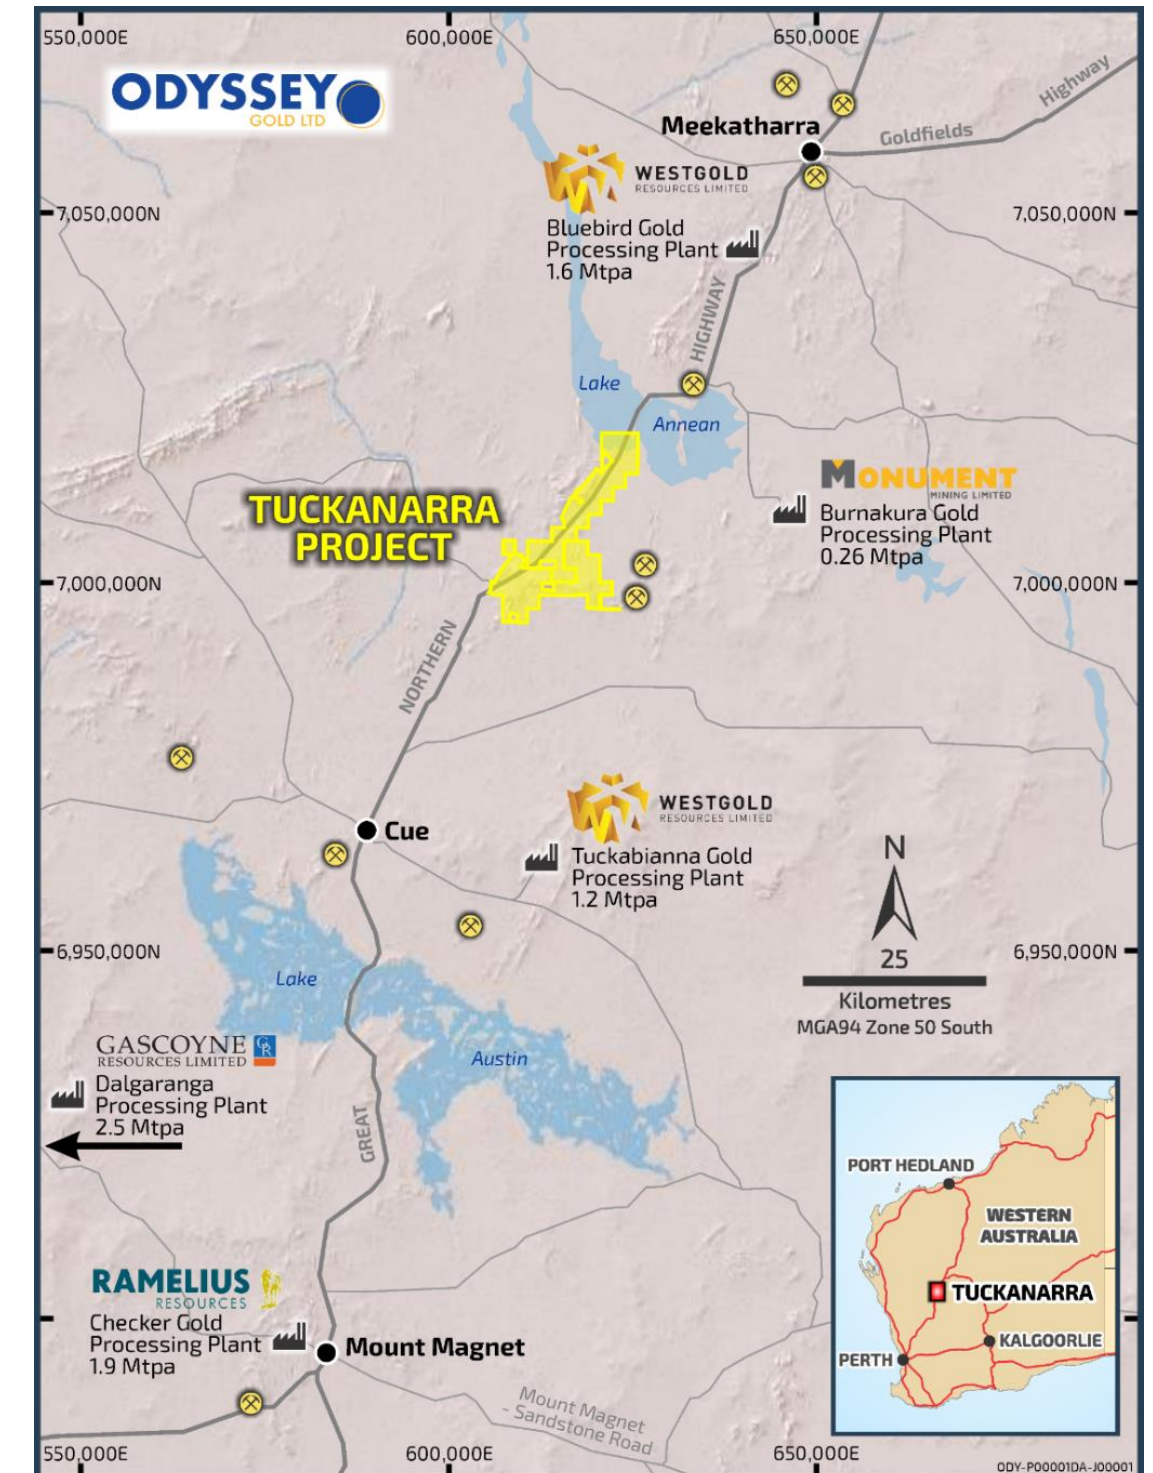 550,000E
600,000E
650,000E
ODYSSEY
GOLD LTD
Highway
Meekatharra
Goldfields
WESTGOLD
RESOURCES LIMITED
7,050,000N
7,050,000N
Bluebird Gold
Processing Plant
1.6 Mtpa
HIGHWAY
Lake
Annean
MONUMENT
MINING LIMITED
TUCKANARRA
PROJECT
Burnakura Gold
Processing Plant
0.26 Mtpa
7,000,000N
7,000,000N
NORTHERN
WESTGOLD
RESOURCES LIMITED
Cue
Tuckabianna Gold
Processing Plant
1.2 Mtpa
N
6,950,000N
6,950,000N
25
Kilometres
MGA94 Zone 50 South
Lake
Austin
GASCOYNE
RESOURCES LIMITED
GR
Dalgaranga
Processing Plant
2.5 Mtpa
GREAT
PORT HEDLAND
WESTERN
AUSTRALIA
TUCKANARRA
KALGOORLIE
PERTH
RAMELIUS
RESOURCES
Checker Gold
Processing Plant
1.9 Mtpa
Mount Magnet
Mount Magnet
- Sandstone Road
550,000E
600,000E
650,000E
ODY-P00001DA-J00001